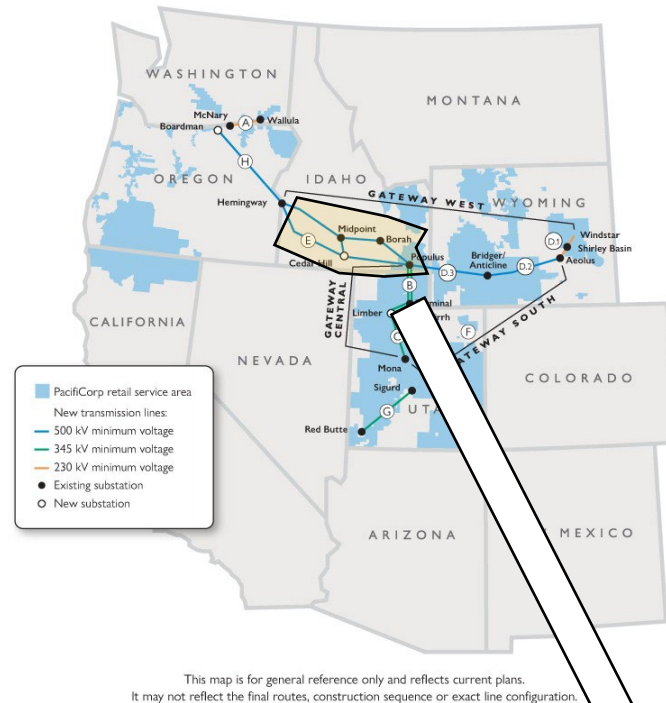 WASHINGTON
MONTANA
McNary
A
Wallula
Boardman
H
OREGON
IDAHO
GATEWAY WEST
WYOMING
Hemingway
Midpoint
E
Borah
Cedar Hill
Populus
D.1
Windstar
Shirley Basin
Aeolus
Bridger/
Anticline
D.2
D.3
B
GATEWAY
CENTRAL
Limber
C
F
SOUTH
CALIFORNIA
NEVADA
Mona
COLORADO
Sigurd
G
Red Butte
ARIZONA
MEXICO
PacifiCorp retail service area
New transmission lines:
500 kV minimum voltage
345 kV minimum voltage
230 kV minimum voltage
Existing substation
New substation
This map is for general reference only and reflects current plans.
It may not reflect the final routes, construction sequence or exact line configuration.